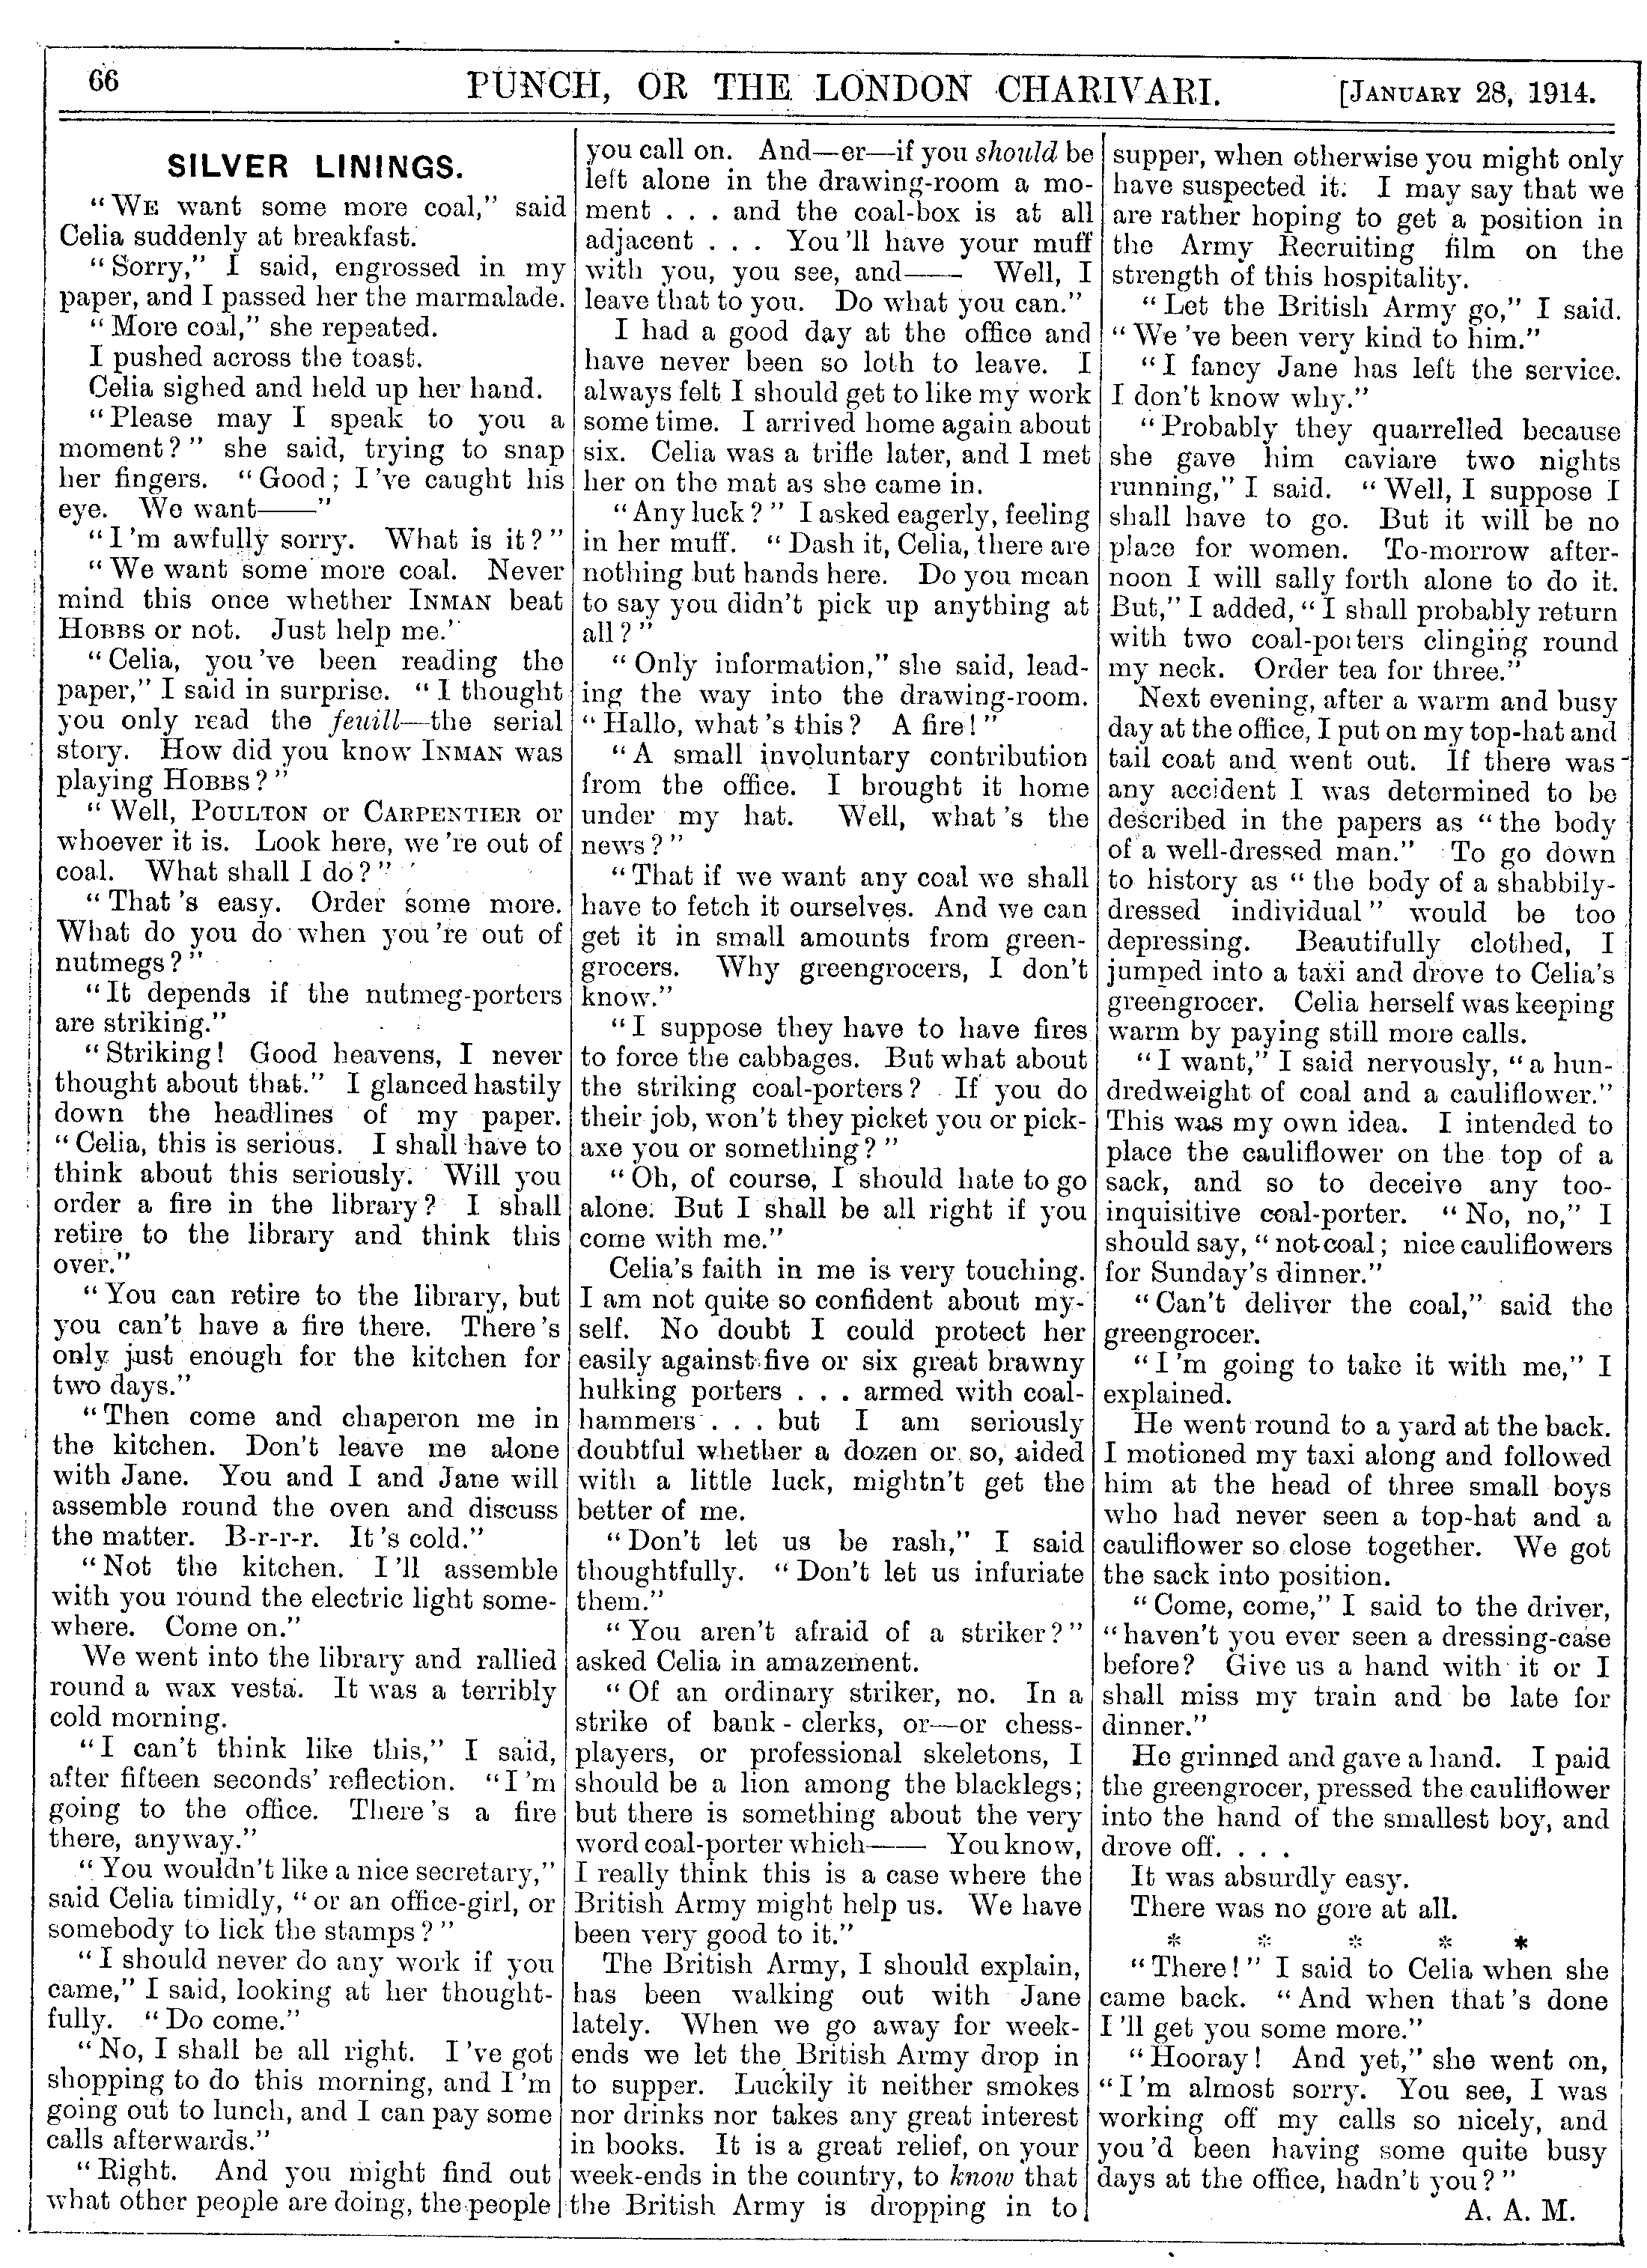 66
PUNCH, OR THE LONDON CHARIVARI.
[JANUARY 28, 1914.
SILVER LININGS.
"WE want some more coal," said
Celia suddenly at breakfast.
"Sorry," I said, engrossed in my
paper, and I passed her the marmalade.
"More coal," she repeated.
I pushed across the toast.
Celia sighed and held up her hand.
"Please may I speak to you a
moment?" she said, trying to snap
her fingers. "Good; I've caught his
eye. We want——"
"I'm awfully sorry. What is it?"
"We want some more coal. Never
mind this once whether INMAN beat
HOBBS or not. Just help me."
"Celia, you've been reading the
paper," I said in surprise. "I thought
you only read the feuill—the serial
story. How did you know INMAN was
playing HOBBS?"
"Well, POULTON or CARPENTIER or
whoever it is. Look here, we're out of
coal. What shall I do?"
"That's easy. Order some more.
What do you do when you're out of
nutmegs?"
"It depends if the nutmeg-porters
are striking."
"Striking! Good heavens, I never
thought about that." I glanced hastily
down the headlines of my paper.
"Celia, this is serious. I shall have to
think about this seriously. Will you
order a fire in the library? I shall
retire to the library and think this
over."
"You can retire to the library, but
you can't have a fire there. There's
only just enough for the kitchen for
two days."
"Then come and chaperon me in
the kitchen. Don't leave me alone
with Jane. You and I and Jane will
assemble round the oven and discuss
the matter. B-r-r-r. It's cold."
"Not the kitchen. I'll assemble
with you round the electric light some-
where. Come on."
We went into the library and rallied
round a wax vesta. It was a terribly
cold morning.
"I can't think like this," I said,
after fifteen seconds' reflection. "I'm
going to the office. There's a fire
there, anyway."
"You wouldn't like a nice secretary,"
said Celia timidly, "or an office-girl, or
somebody to lick the stamps?"
"I should never do any work if you
came," I said, looking at her thought-
fully. "Do come."
"No, I shall be all right. I've got
shopping to do this morning, and I'm
going out to lunch, and I can pay some
calls afterwards."
"Right. And you might find out
what other people are doing, the people
you call on. And—er—if you should be
left alone in the drawing-room a mo-
ment . . . and the coal-box is at all
adjacent . . . You'll have your muff
with you, you see, and—— Well, I
leave that to you. Do what you can."
I had a good day at the office and
have never been so loth to leave. I
always felt I should get to like my work
some time. I arrived home again about
six. Celia was a trifle later, and I met
her on the mat as she came in.
"Any luck?" I asked eagerly, feeling
in her muff. "Dash it, Celia, there are
nothing but hands here. Do you mean
to say you didn't pick up anything at
all?"
"Only information," she said, lead-
ing the way into the drawing-room.
"Hallo, what's this? A fire!"
"A small involuntary contribution
from the office. I brought it home
under my hat. Well, what's the
news?"
"That if we want any coal we shall
have to fetch it ourselves. And we can
get it in small amounts from green-
grocers. Why greengrocers, I don't
know."
"I suppose they have to have fires
to force the cabbages. But what about
the striking coal-porters? If you do
their job, won't they picket you or pick-
axe you or something?"
"Oh, of course, I should hate to go
alone. But I shall be all right if you
come with me."
Celia's faith in me is very touching.
I am not quite so confident about my-
self. No doubt I could protect her
easily against five or six great brawny
hulking porters . . . armed with coal-
hammers . . . but I am seriously
doubtful whether a dozen or so, aided
with a little luck, mightn't get the
better of me.
"Don't let us be rash," I said
thoughtfully. "Don't let us infuriate
them."
"You aren't afraid of a striker?"
asked Celia in amazement.
"Of an ordinary striker, no. In a
strike of bank-clerks, or—or chess-
players, or professional skeletons, I
should be a lion among the blacklegs;
but there is something about the very
word coal-porter which—— You know,
I really think this is a case where the
British Army might help us. We have
been very good to it."
The British Army, I should explain,
has been walking out with Jane
lately. When we go away for week-
ends we let the British Army drop in
to supper. Luckily it neither smokes
nor drinks nor takes any great interest
in books. It is a great relief, on your
week-ends in the country, to know that
the British Army is dropping in to
supper, when otherwise you might only
have suspected it. I may say that we
are rather hoping to get a position in
the Army Recruiting film on the
strength of this hospitality.
"Let the British Army go," I said.
"We've been very kind to him."
"I fancy Jane has left the service.
I don't know why."
"Probably they quarrelled because
she gave him caviare two nights
running," I said. "Well, I suppose I
shall have to go. But it will be no
place for women. To-morrow after-
noon I will sally forth alone to do it.
But," I added, "I shall probably return
with two coal-porters clinging round
my neck. Order tea for three."
Next evening, after a warm and busy
day at the office, I put on my top-hat and
tail coat and went out. If there was
any accident I was determined to be
described in the papers as "the body
of a well-dressed man." To go down
to history as "the body of a shabbily-
dressed individual" would be too
depressing. Beautifully clothed, I
jumped into a taxi and drove to Celia's
greengrocer. Celia herself was keeping
warm by paying still more calls.
"I want," I said nervously, "a hun-
dredweight of coal and a cauliflower."
This was my own idea. I intended to
place the cauliflower on the top of a
sack, and so to deceive any too-
inquisitive coal-porter. "No, no," I
should say, "not coal; nice cauliflowers
for Sunday's dinner."
"Can't deliver the coal," said the
greengrocer.
"I'm going to take it with me," I
explained.
He went round to a yard at the back.
I motioned my taxi along and followed
him at the head of three small boys
who had never seen a top-hat and a
cauliflower so close together. We got
the sack into position.
"Come, come," I said to the driver,
"haven't you ever seen a dressing-case
before? Give us a hand with it or I
shall miss my train and be late for
dinner."
He grinned and gave a hand. I paid
the greengrocer, pressed the cauliflower
into the hand of the smallest boy, and
drove off. . . .
It was absurdly easy.
There was no gore at all.
* * * * *
"There!" I said to Celia when she
came back. "And when that's done
I'll get you some more."
"Hooray! And yet," she went on,
"I'm almost sorry. You see, I was
working off my calls so nicely, and
you'd been having some quite busy
days at the office, hadn't you?"
A. A. M.